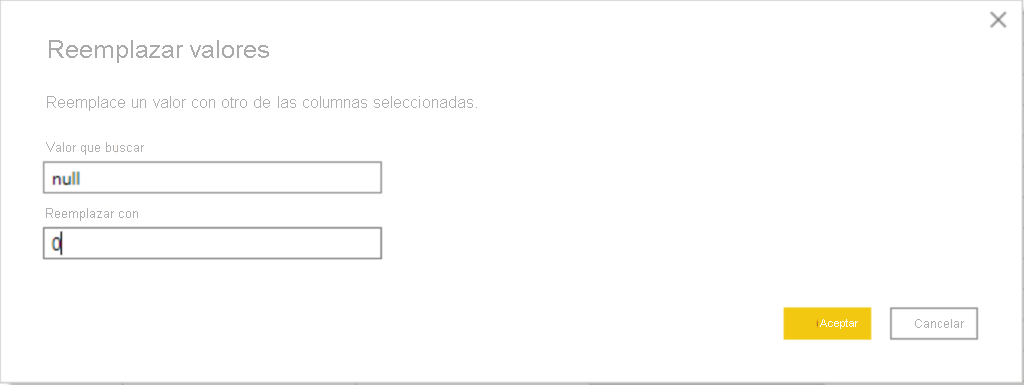 Reemplazar valores
Reemplace un valor con otro de las columnas seleccionadas.
Valor que buscar
null
Reemplazar con
0
Aceptar
Cancelar